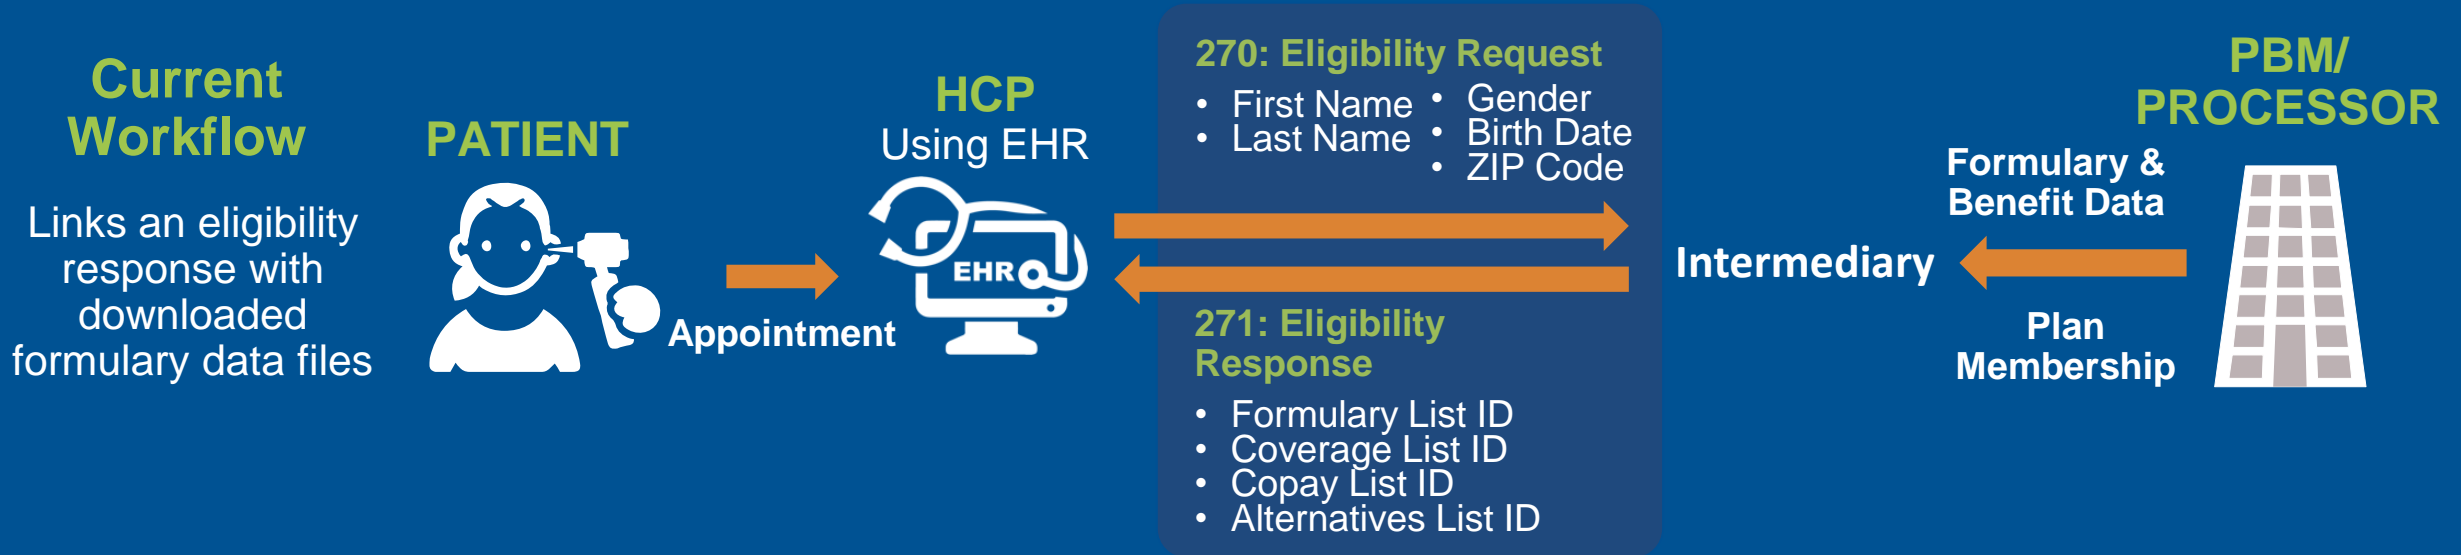 Current
Workflow
Links an eligibility
response with
downloaded
formulary data files
PATIENT
Appointment
HCP
Using EHR
EHR
270: Eligibility Request
• First Name
• Last Name
• Gender
• Birth Date
• ZIP Code
271: Eligibility
Response
• Formulary List ID
• Coverage List ID
• Copay List ID
• Alternatives List ID
Intermediary
Formulary &
Benefit Data
Plan
Membership
PBM/
PROCESSOR